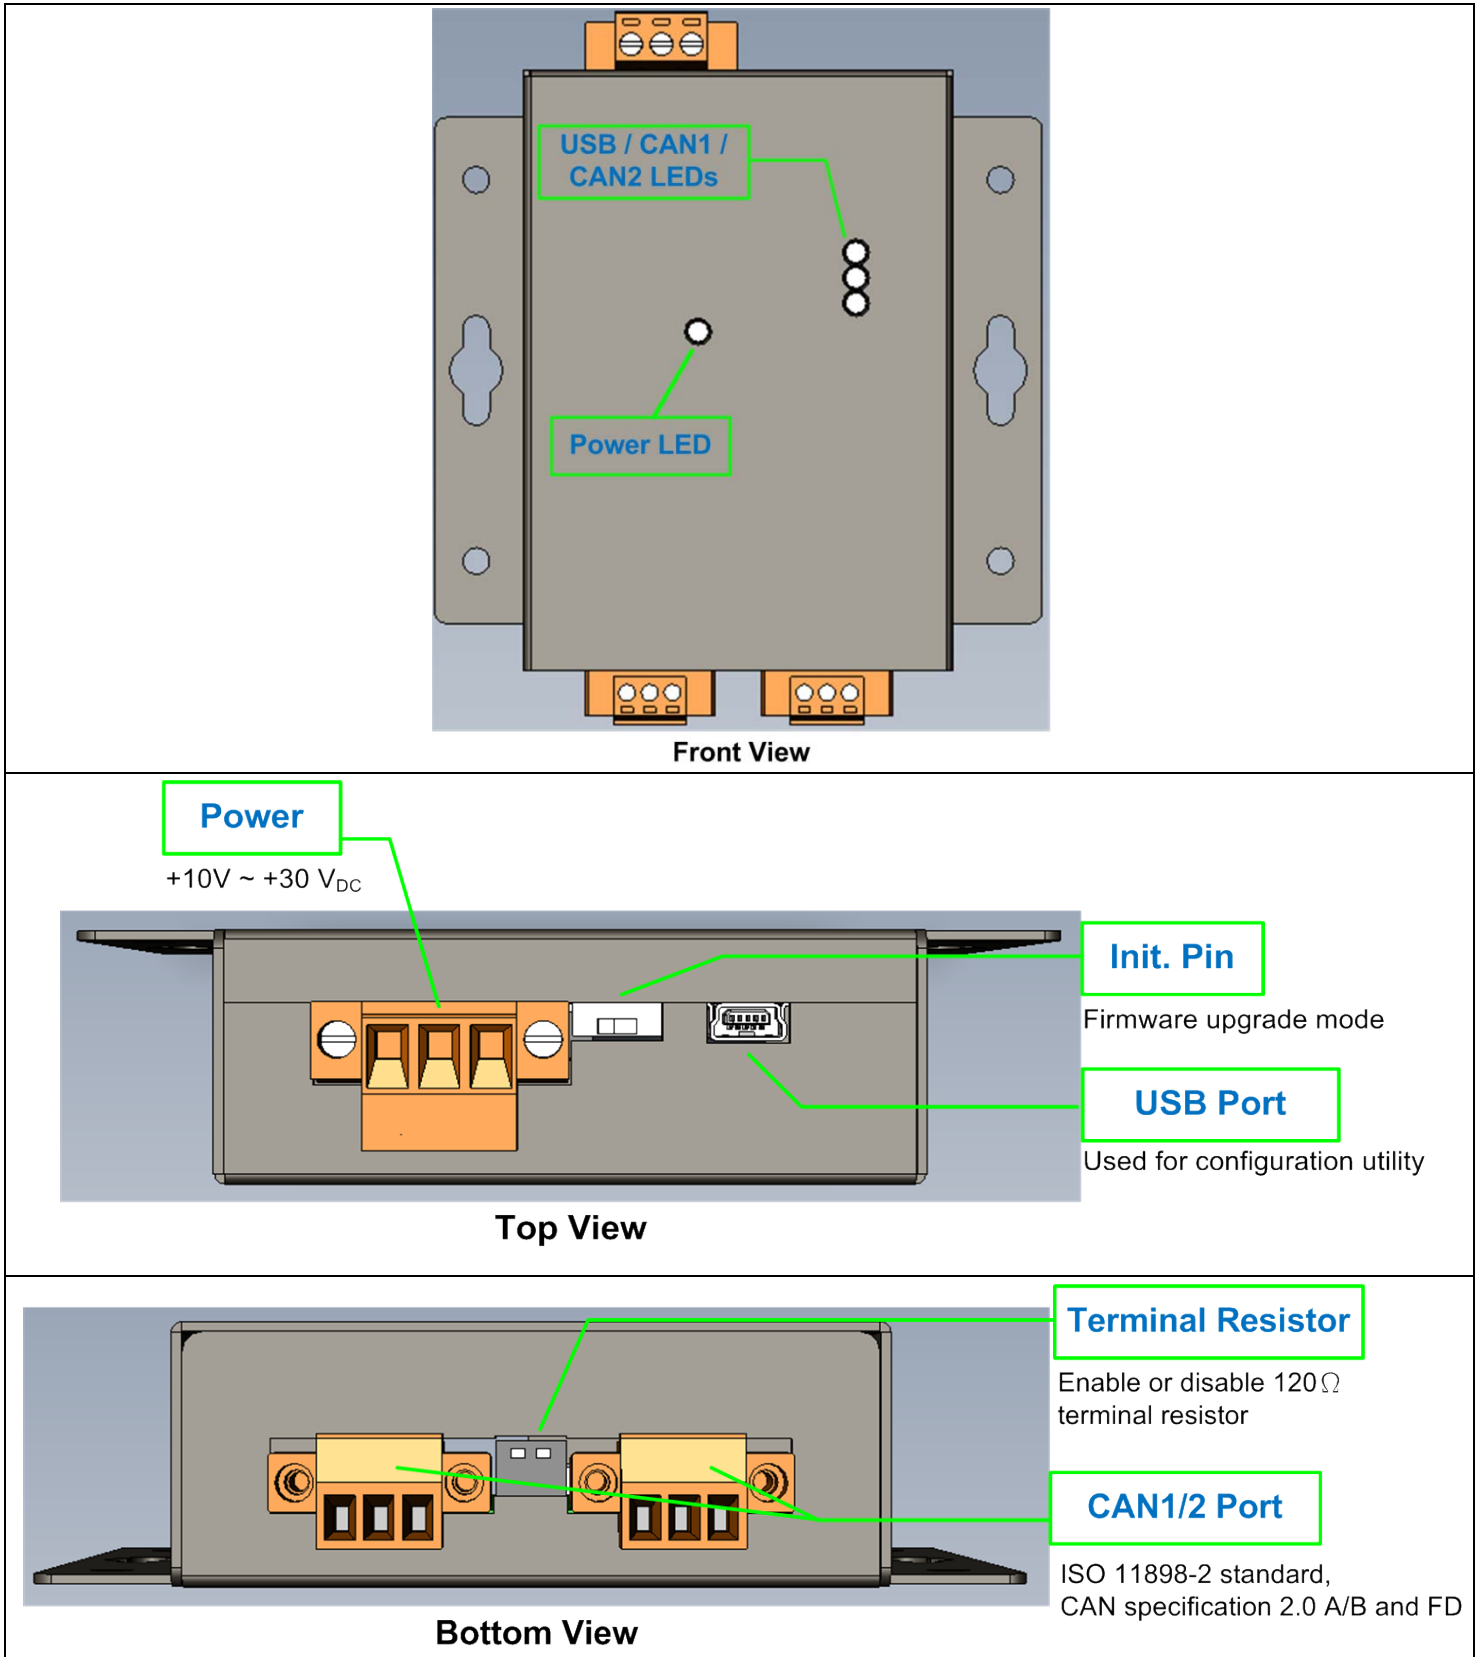 USB / CAN1 /
CAN2 LEDs
Power LED
Front View
Power
+10V ~ +30 VDC
Init. Pin
Firmware upgrade mode
USB Port
Used for configuration utility
Top View
Terminal Resistor
Enable or disable 120Ω
terminal resistor
CAN1/2 Port
ISO 11898-2 standard,
CAN specification 2.0 A/B and FD
Bottom View